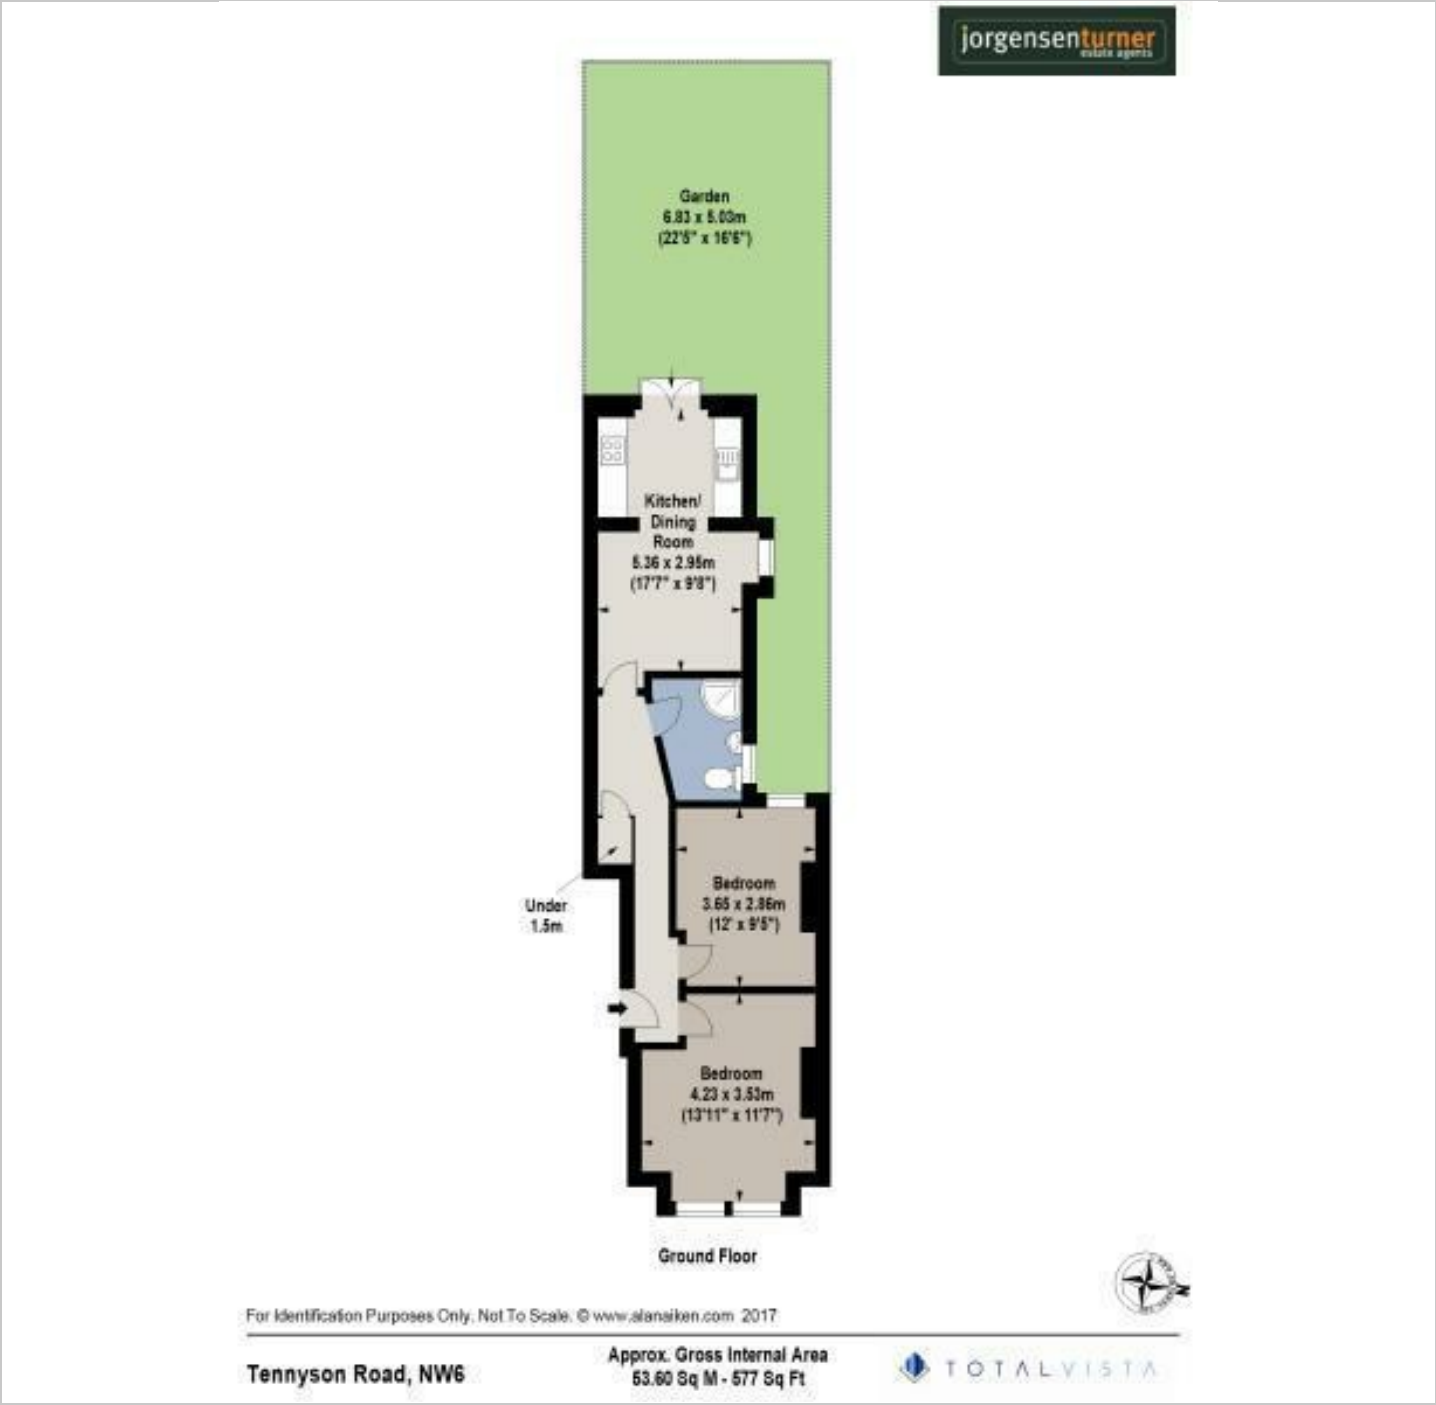 jorgensenturner
estate agents
Garden
6.83 x 5.03m
(22'5" x 16'6")
Kitchen/
Dining
Room
5.36 x 2.95m
(17'7" x 9'8")
Under
1.5m
Bedroom
3.65 x 2.86m
(12' x 9'5")
Bedroom
4.23 x 3.53m
(13'11" x 11'7")
Ground Floor
N
For Identification Purposes Only, Not To Scale. © www.alanaiken.com 2017
Tennyson Road, NW6
Approx. Gross Internal Area
53.60 Sq M - 577 Sq Ft
TOTALVISTA